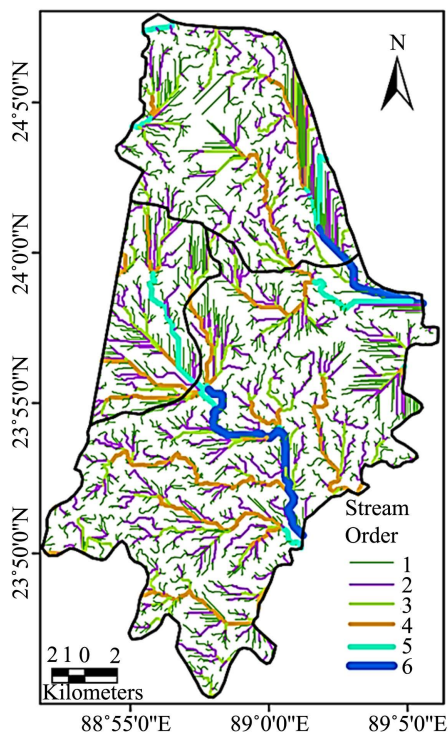 N
24°5'0"N
24°0'0"N
23°55'0"N
23°50'0"N
Stream
Order
1
2
3
4
5
6
2 1 0 2
Kilometers
88°55'0"E 89°0'0"E 89°5'0"E